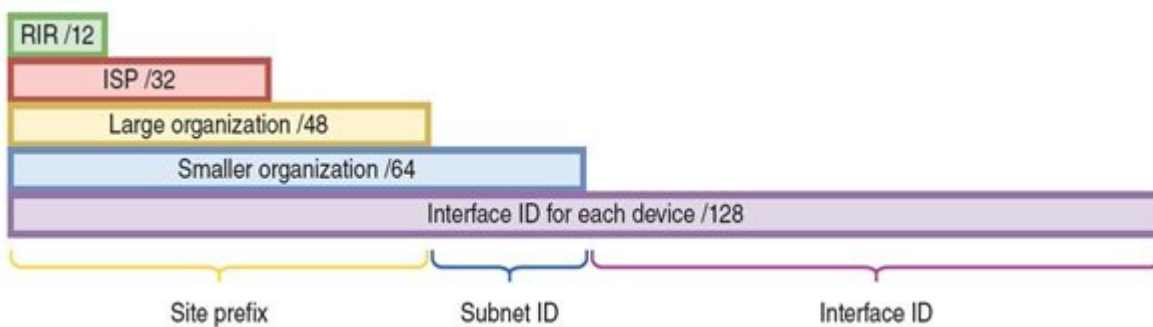 RIR /12
ISP /32
Large organization /48
Smaller organization /64
Interface ID for each device /128
Site prefix
Subnet ID
Interface ID